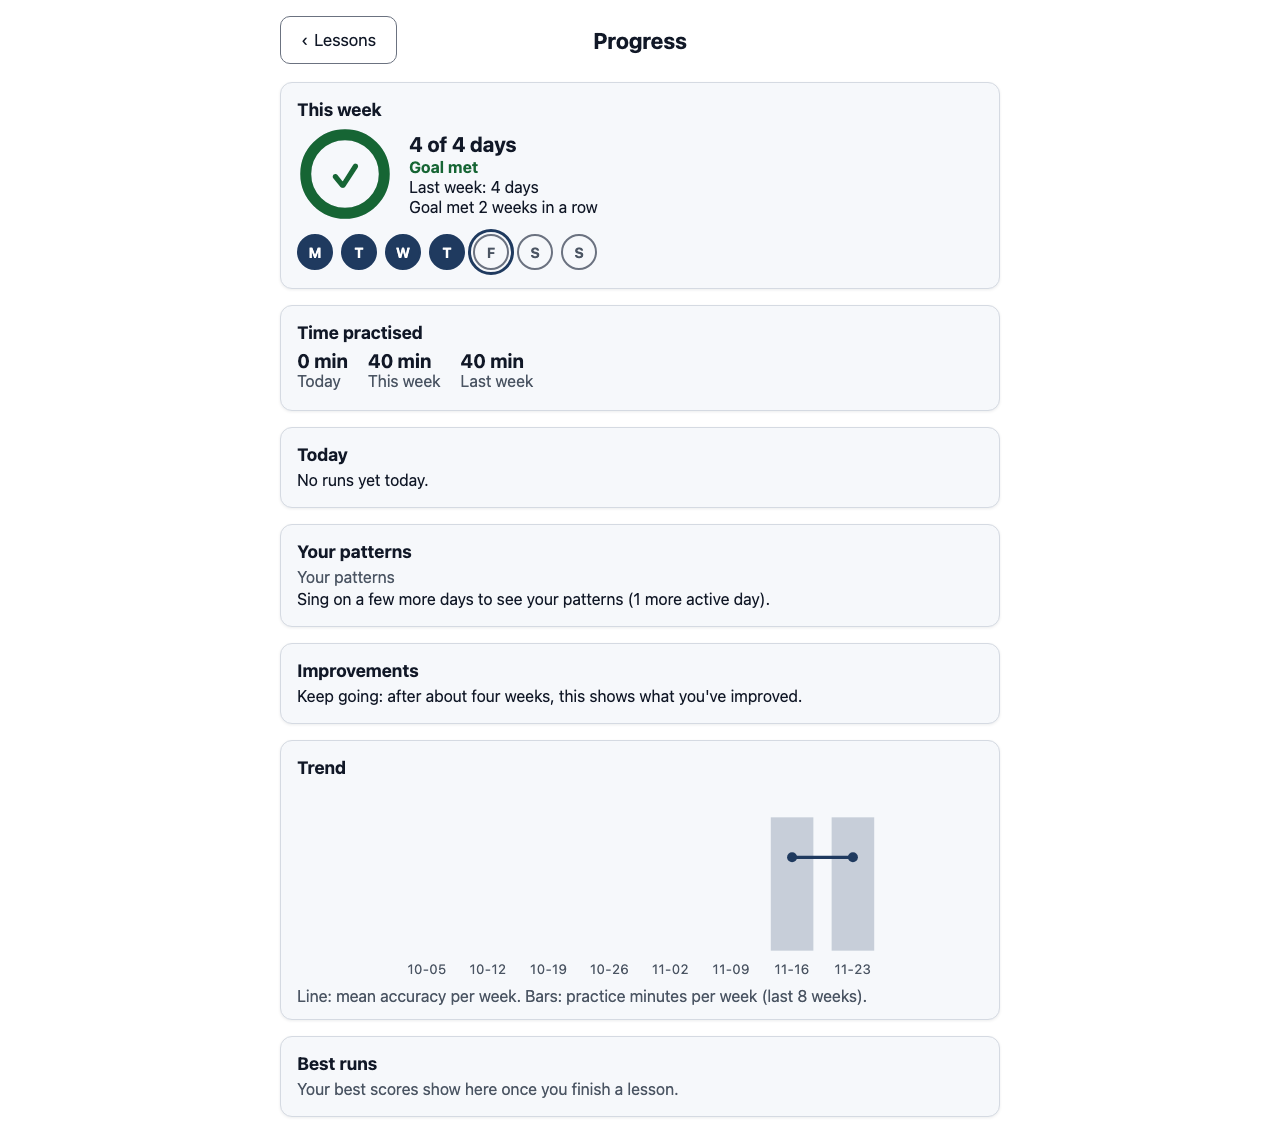 ‹ Lessons
Progress
This week
4 of 4 days
Goal met
Last week: 4 days
Goal met 2 weeks in a row
M T W T F S S
Time practised
0 min 40 min 40 min
Today This week Last week
Today
No runs yet today.
Your patterns
Your patterns
Sing on a few more days to see your patterns (1 more active day).
Improvements
Keep going: after about four weeks, this shows what you've improved.
Trend
10-05 10-12 10-19 10-26 11-02 11-09 11-16 11-23
Line: mean accuracy per week. Bars: practice minutes per week (last 8 weeks).
Best runs
Your best scores show here once you finish a lesson.